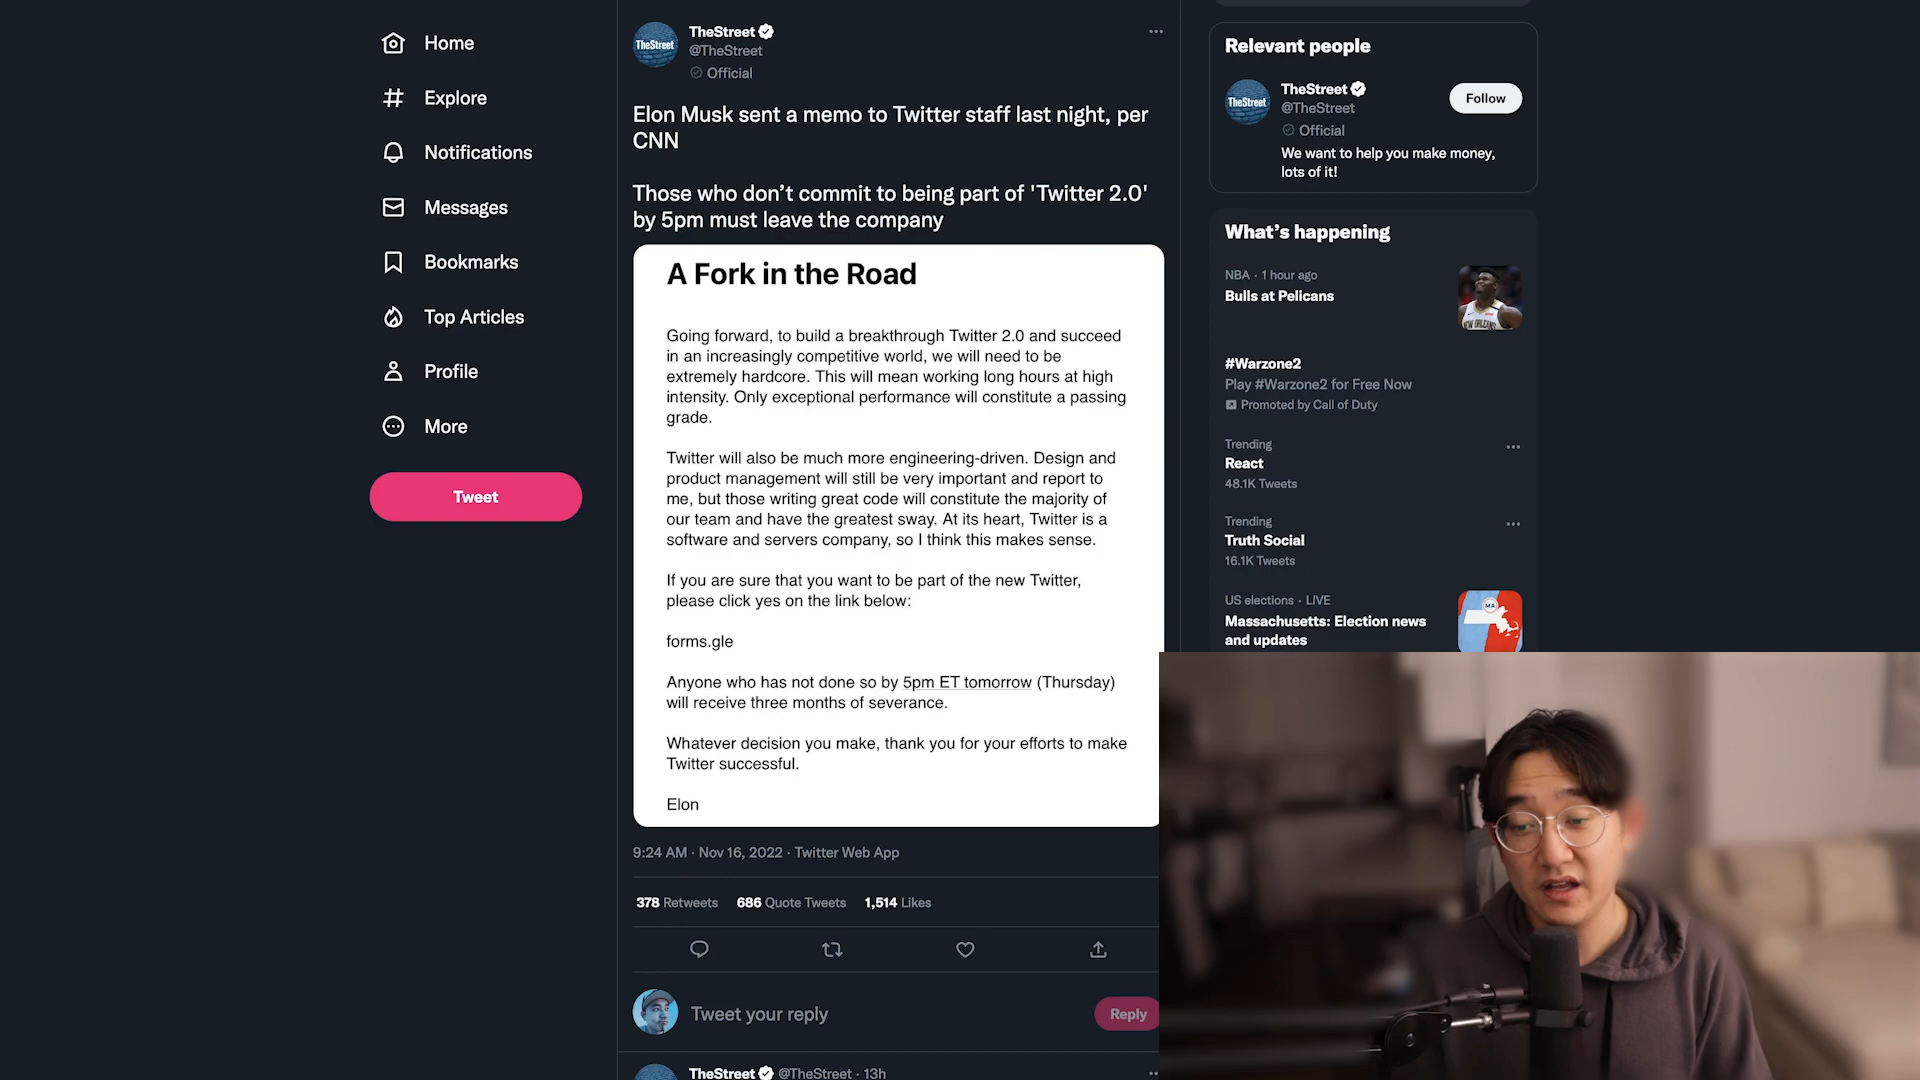 Home
Explore
Notifications
Messages
Bookmarks
Top Articles
Profile
More
Tweet
TheStreet
TheStreet
@TheStreet
Official
Elon Musk sent a memo to Twitter staff last night, per
CNN
Those who don’t commit to being part of 'Twitter 2.0'
by 5pm must leave the company
A Fork in the Road
Going forward, to build a breakthrough Twitter 2.0 and succeed
in an increasingly competitive world, we will need to be
extremely hardcore. This will mean working long hours at high
intensity. Only exceptional performance will constitute a passing
grade.
Twitter will also be much more engineering-driven. Design and
product management will still be very important and report to
me, but those writing great code will constitute the majority of
our team and have the greatest sway. At its heart, Twitter is a
software and servers company, so I think this makes sense.
If you are sure that you want to be part of the new Twitter,
please click yes on the link below:
forms.gle
Anyone who has not done so by 5pm ET tomorrow (Thursday)
will receive three months of severance.
Whatever decision you make, thank you for your efforts to make
Twitter successful.
Elon
9:24 AM · Nov 16, 2022 · Twitter Web App
378 Retweets 686 Quote Tweets 1,514 Likes
Tweet your reply
Reply
TheStreet @TheStreet · 13h
Relevant people
TheStreet
TheStreet
@TheStreet
Official
Follow
We want to help you make money,
lots of it!
What’s happening
NBA · 1 hour ago
Bulls at Pelicans
NEW ORLEANS
#Warzone2
Play #Warzone2 for Free Now
Promoted by Call of Duty
Trending
React
48.1K Tweets
Trending
Truth Social
16.1K Tweets
US elections · LIVE
Massachusetts: Election news
and updates
MA